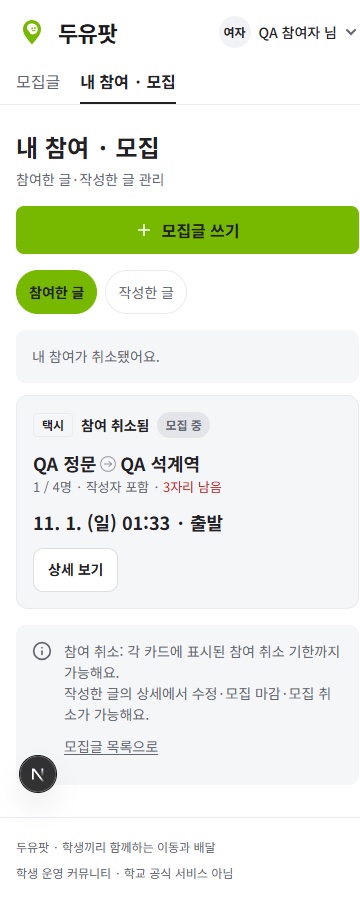 두유팟
여자 QA 참여자 님
모집글 내 참여 · 모집
내 참여 · 모집
참여한 글·작성한 글 관리
+ 모집글 쓰기
참여한 글 작성한 글
내 참여가 취소됐어요.
택시 참여 취소됨 모집 중
QA 정문 → QA 석계역
1 / 4명 · 작성자 포함 · 3자리 남음
11. 1. (일) 01:33 · 출발
상세 보기
참여 취소: 각 카드에 표시된 참여 취소 기한까지
가능해요.
작성한 글의 상세에서 수정·모집 마감·모집 취
소가 가능해요.
모집글 목록으로
N
두유팟 · 학생끼리 함께하는 이동과 배달
학생 운영 커뮤니티 · 학교 공식 서비스 아님